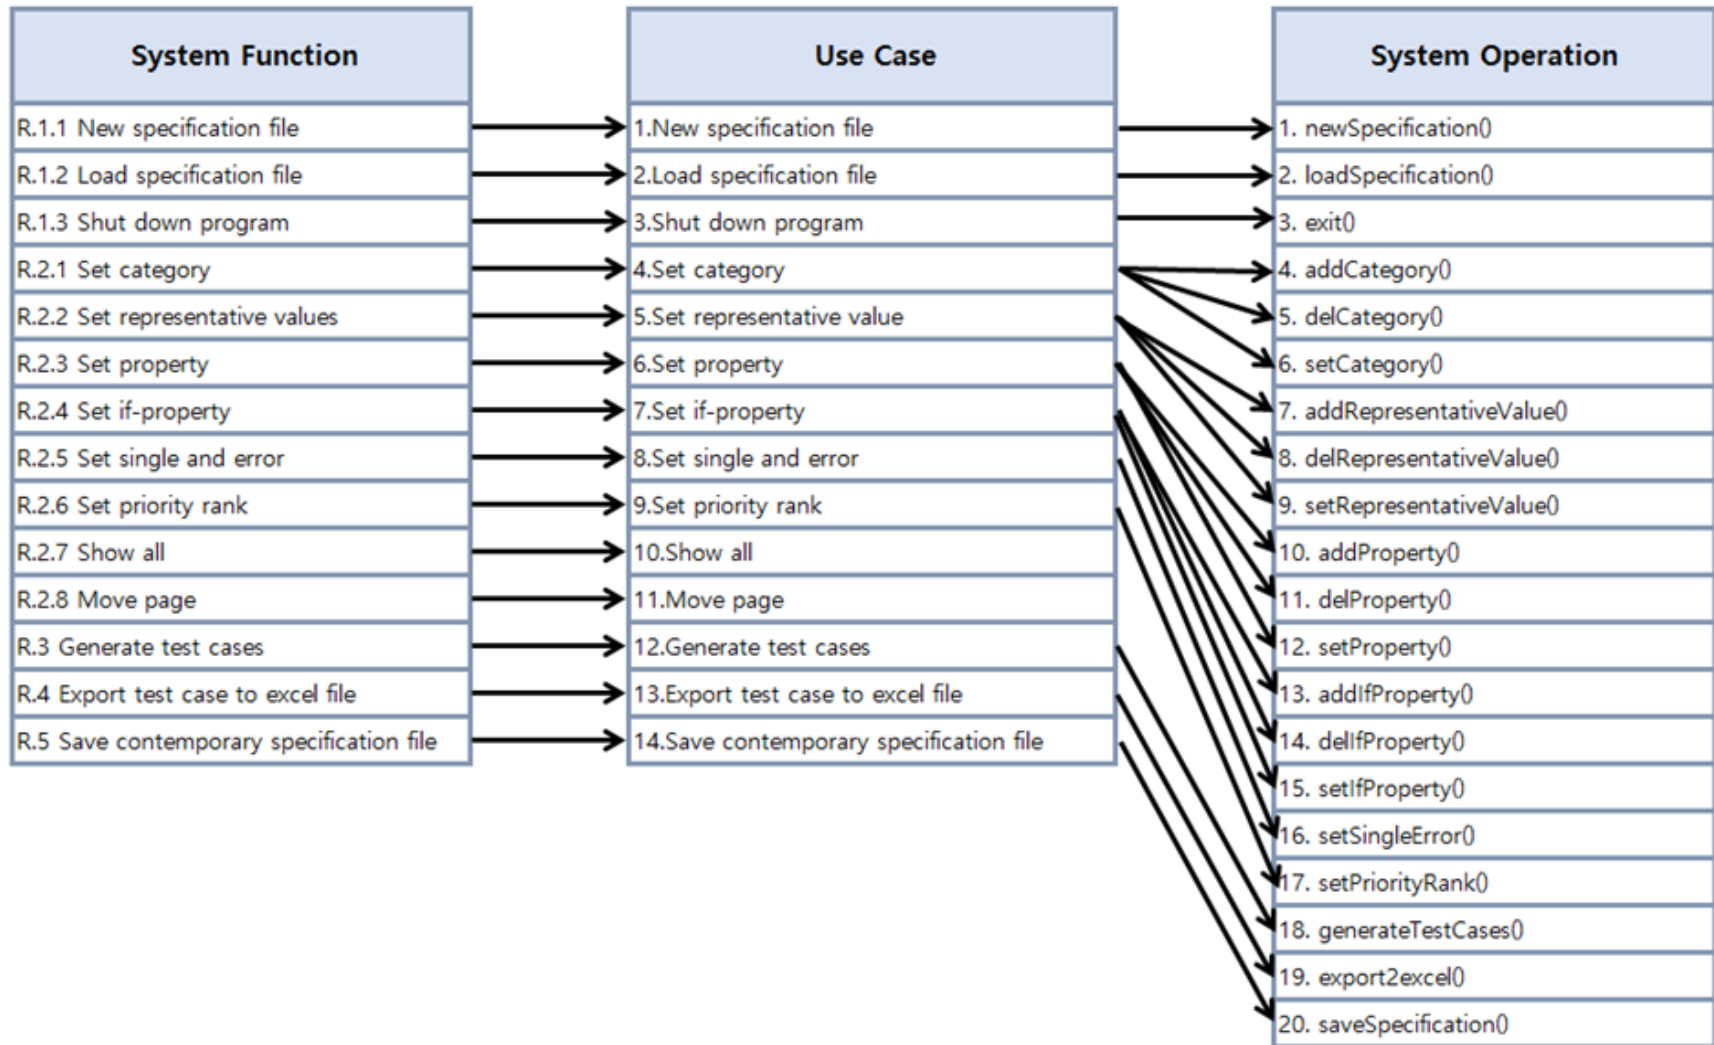 System Function
R.1.1 New specification file
R.1.2 Load specification file
R.1.3 Shut down program
R.2.1 Set category
R.2.2 Set representative values
R.2.3 Set property
R.2.4 Set if-property
R.2.5 Set single and error
R.2.6 Set priority rank
R.2.7 Show all
R.2.8 Move page
R.3 Generate test cases
R.4 Export test case to excel file
R.5 Save contemporary specification file
Use Case
1.New specification file
2.Load specification file
3.Shut down program
4.Set category
5.Set representative value
6.Set property
7.Set if-property
8.Set single and error
9.Set priority rank
10.Show all
11.Move page
12.Generate test cases
13.Export test case to excel file
14.Save contemporary specification file
System Operation
1. newSpecification()
2. loadSpecification()
3. exit()
4. addCategory()
5. delCategory()
6. setCategory()
7. addRepresentativeValue()
8. delRepresentativeValue()
9. setRepresentativeValue()
10. addProperty()
11. delProperty()
12. setProperty()
13. addIfProperty()
14. delIfProperty()
15. setIfProperty()
16. setSingleError()
17. setPriorityRank()
18. generateTestCases()
19. export2excel()
20. saveSpecification()